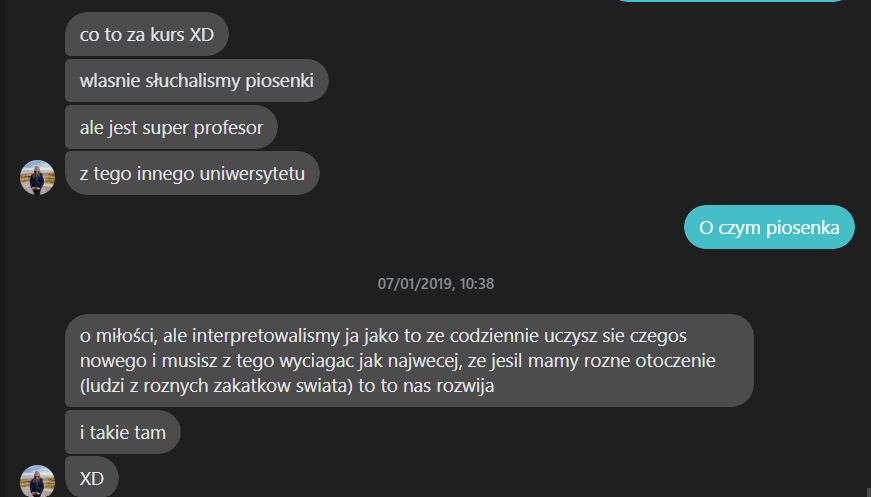 co to za kurs XD
wlasnie słuchalismy piosenki
ale jest super profesor
z tego innego uniwersytetu
O czym piosenka
07/01/2019, 10:38
o miłości, ale interpretowalismy ja jako to ze codziennie uczysz sie czegos
nowego i musisz z tego wyciagac jak najwecej, ze jesil mamy rozne otoczenie
(ludzi z roznych zakatkow swiata) to to nas rozwija
i takie tam
XD